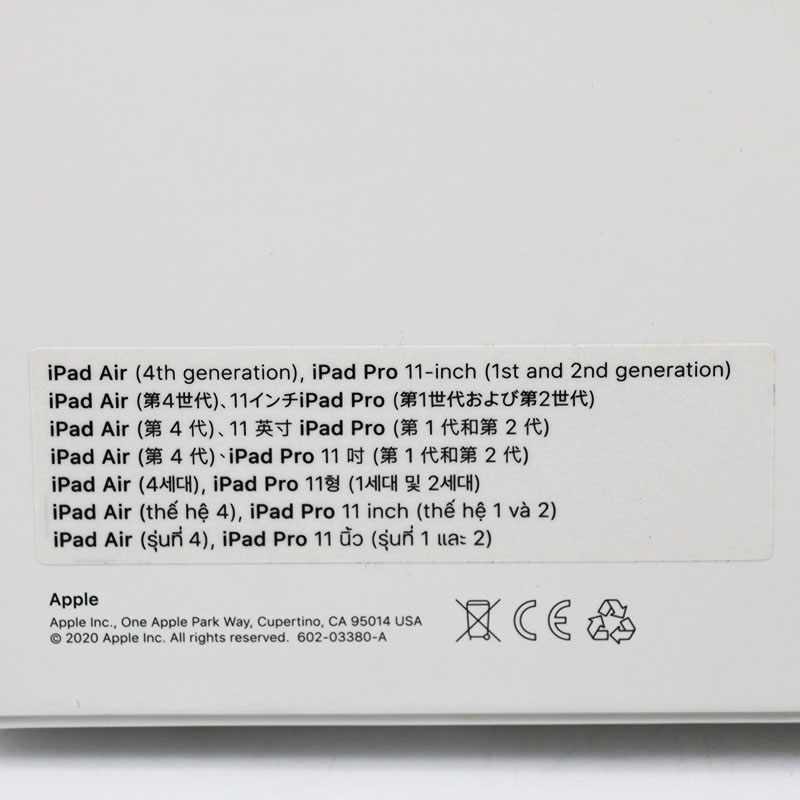 iPad Air (4th generation), iPad Pro 11-inch (1st and 2nd generation)
iPad Air (第4世代)、11インチiPad Pro (第1世代および第2世代)
iPad Air (第 4 代)、11 英寸 iPad Pro (第 1 代和第 2 代)
iPad Air (第 4 代)、iPad Pro 11 吋 (第 1 代和第 2 代)
iPad Air (4세대), iPad Pro 11형 (1세대 및 2세대)
iPad Air (thế hệ 4), iPad Pro 11 inch (thế hệ 1 và 2)
iPad Air (รุ่นที่ 4), iPad Pro 11 นิ้ว (รุ่นที่ 1 และ 2)
Apple
Apple Inc., One Apple Park Way, Cupertino, CA 95014 USA
© 2020 Apple Inc. All rights reserved. 602-03380-A
CE